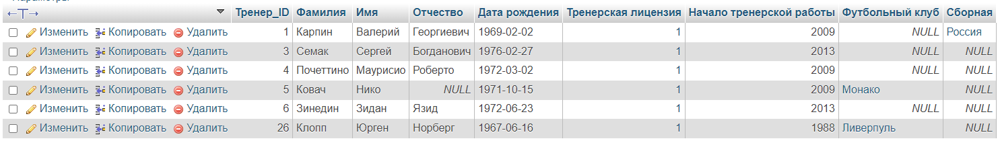 Тренер_ID Фамилия Имя Отчество Дата рождения Тренерская лицензия Начало тренерской работы Футбольный клуб Сборная
Изменить Копировать Удалить 1 Карпин Валерий Георгиевич 1969-02-02 1 2009 NULL Россия
Изменить Копировать Удалить 3 Семак Сергей Богданович 1976-02-27 1 2013 NULL NULL
Изменить Копировать Удалить 4 Почеттино Маурисио Роберто 1972-03-02 1 2009 NULL NULL
Изменить Копировать Удалить 5 Ковач Нико NULL 1971-10-15 1 2009 Монако NULL
Изменить Копировать Удалить 6 Зинедин Зидан Язид 1972-06-23 1 2013 NULL NULL
Изменить Копировать Удалить 26 Клопп Юрген Норберг 1967-06-16 1 1988 Ливерпуль NULL